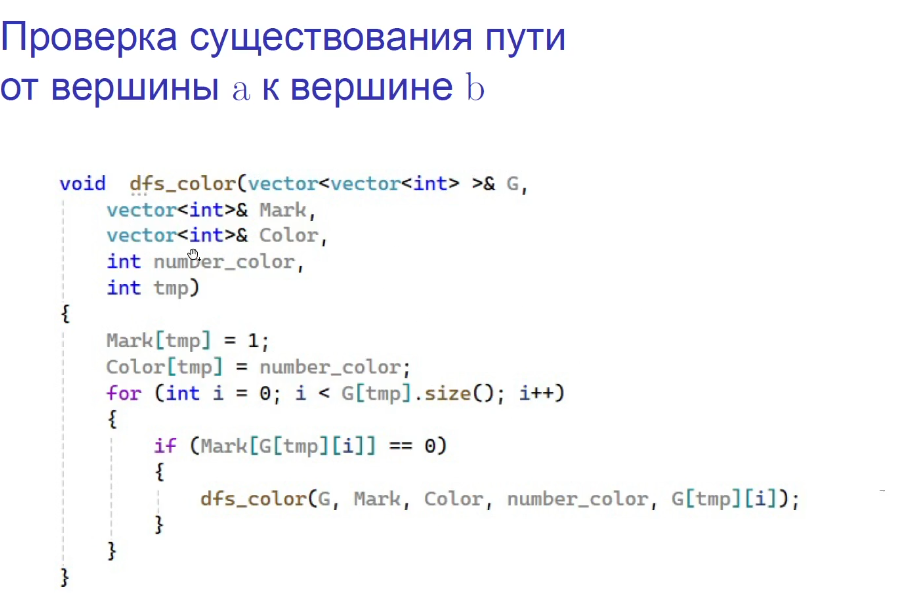 Проверка существования пути
от вершины a к вершине b
void dfs_color(vector<vector<int> >& G,
vector<int>& Mark,
vector<int>& Color,
int number_color,
int tmp)
{
Mark[tmp] = 1;
Color[tmp] = number_color;
for (int i = 0; i < G[tmp].size(); i++)
{
if (Mark[G[tmp][i]] == 0)
{
dfs_color(G, Mark, Color, number_color, G[tmp][i]);
}
}
}